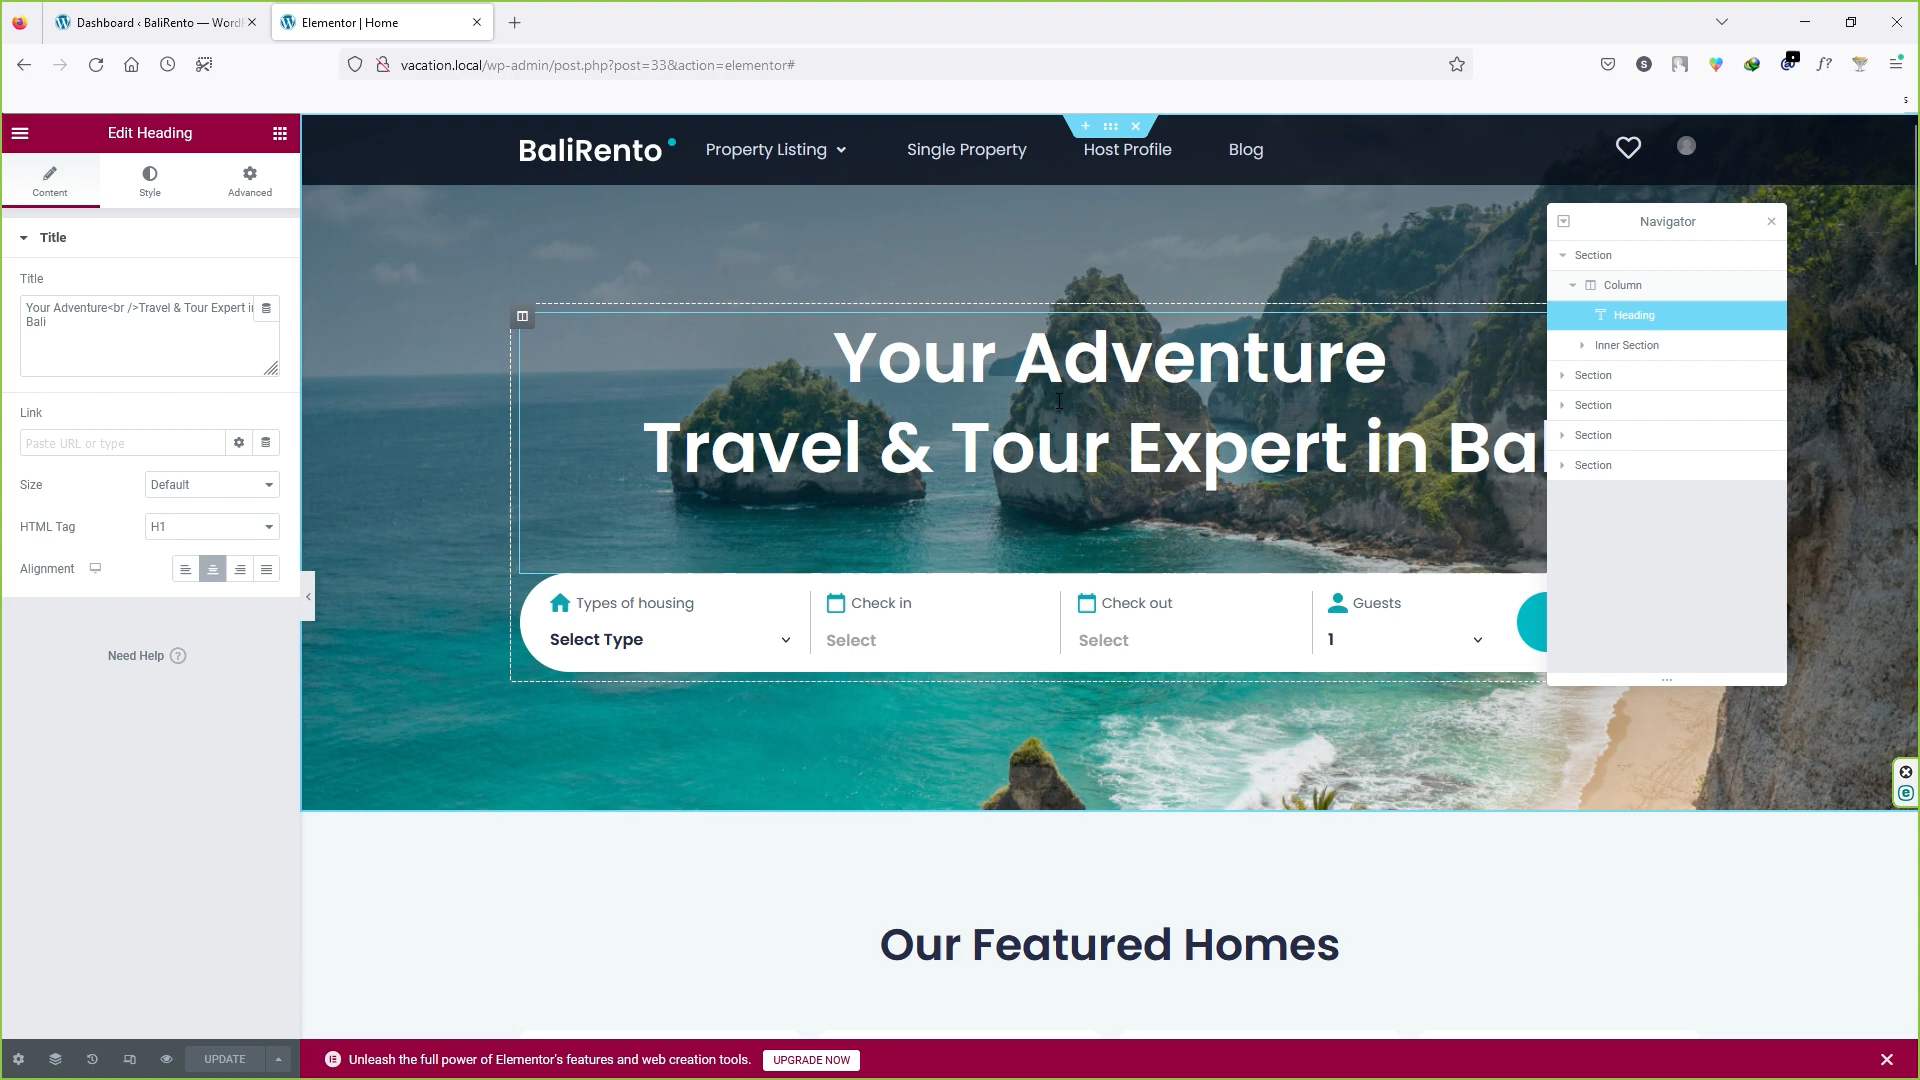 Dashboard ‹ BaliRento — Word
Elementor | Home
vacation.local/wp-admin/post.php?post=33&action=elementor#
S
f?
Edit Heading
Content
Style
Advanced
Title
Title
Your Adventure<br />Travel & Tour Expert in
Bali
Link
Paste URL or type
Size
Default
HTML Tag
H1
Alignment
Need Help ?
UPDATE
BaliRento
Property Listing
Single Property
Host Profile
Blog
Your Adventure
Travel & Tour Expert in Bal
Types of housing
Select Type
Check in
Select
Check out
Select
Guests
1
Navigator
Section
Column
Heading
Inner Section
Section
Section
Section
Section
Our Featured Homes
Unleash the full power of Elementor's features and web creation tools.
UPGRADE NOW